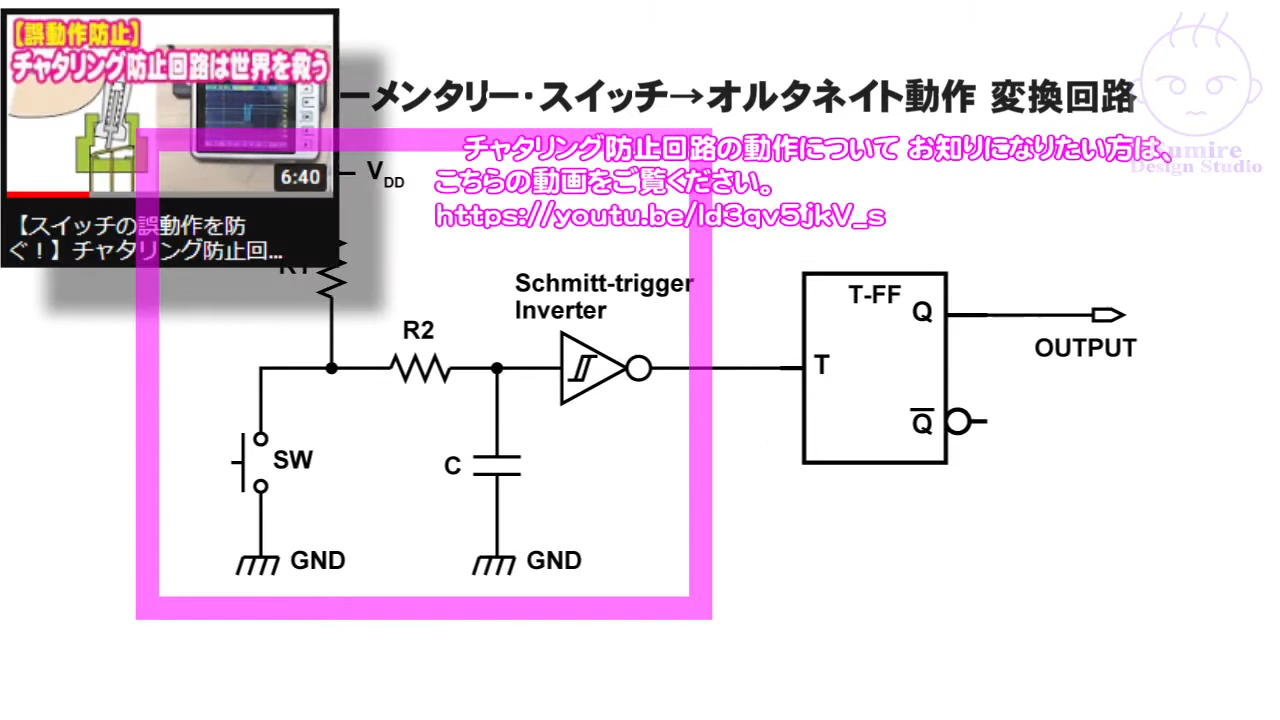 【誤動作防止】
チャタリング防止回路は世界を救う
6:40
【スイッチの誤動作を防
ぐ！】チャタリング防止回...
ーメンタリー・スイッチ→オルタネイト動作 変換回路
チャタリング防止回路の動作について お知りになりたい方は、
こちらの動画をご覧ください。
https://youtu.be/ld3qv5jkV_s
Design Studio
VDD
R1
R2
Schmitt-trigger
Inverter
T-FF
Q
T
Q
OUTPUT
SW
C
GND
GND